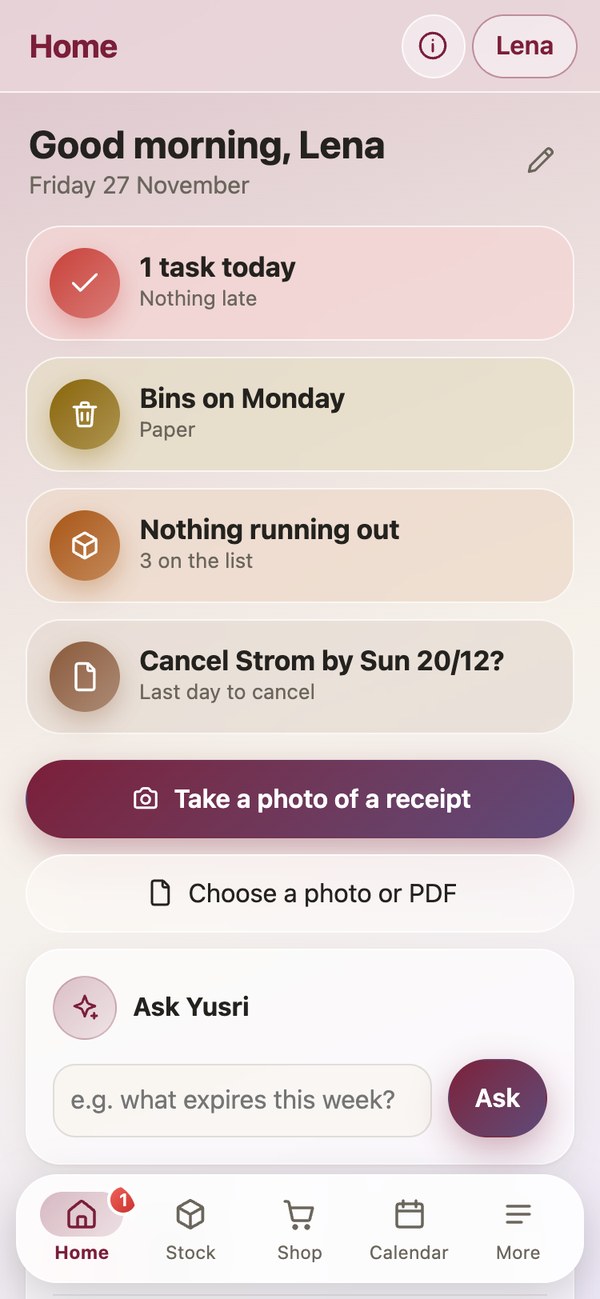 Home
Lena
Good morning, Lena
Friday 27 November
1 task today
Nothing late
Bins on Monday
Paper
Nothing running out
3 on the list
Cancel Strom by Sun 20/12?
Last day to cancel
Take a photo of a receipt
Choose a photo or PDF
Ask Yusri
e.g. what expires this week?
Ask
1
Home
Stock
Shop
Calendar
More